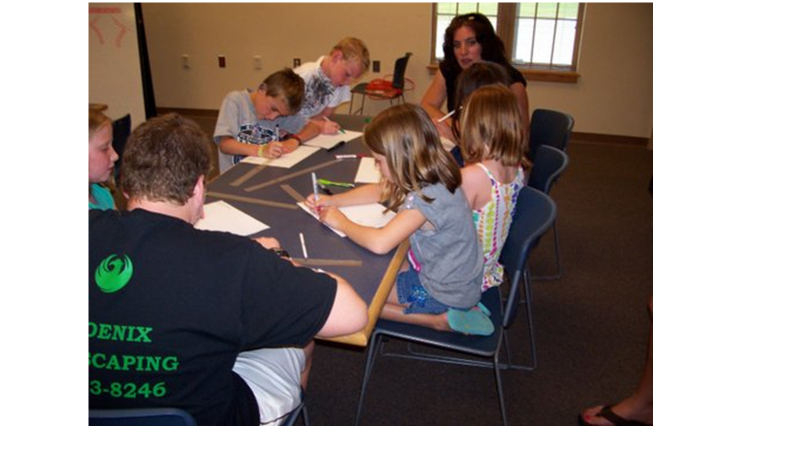 OENIX
SCAPING
3-8246